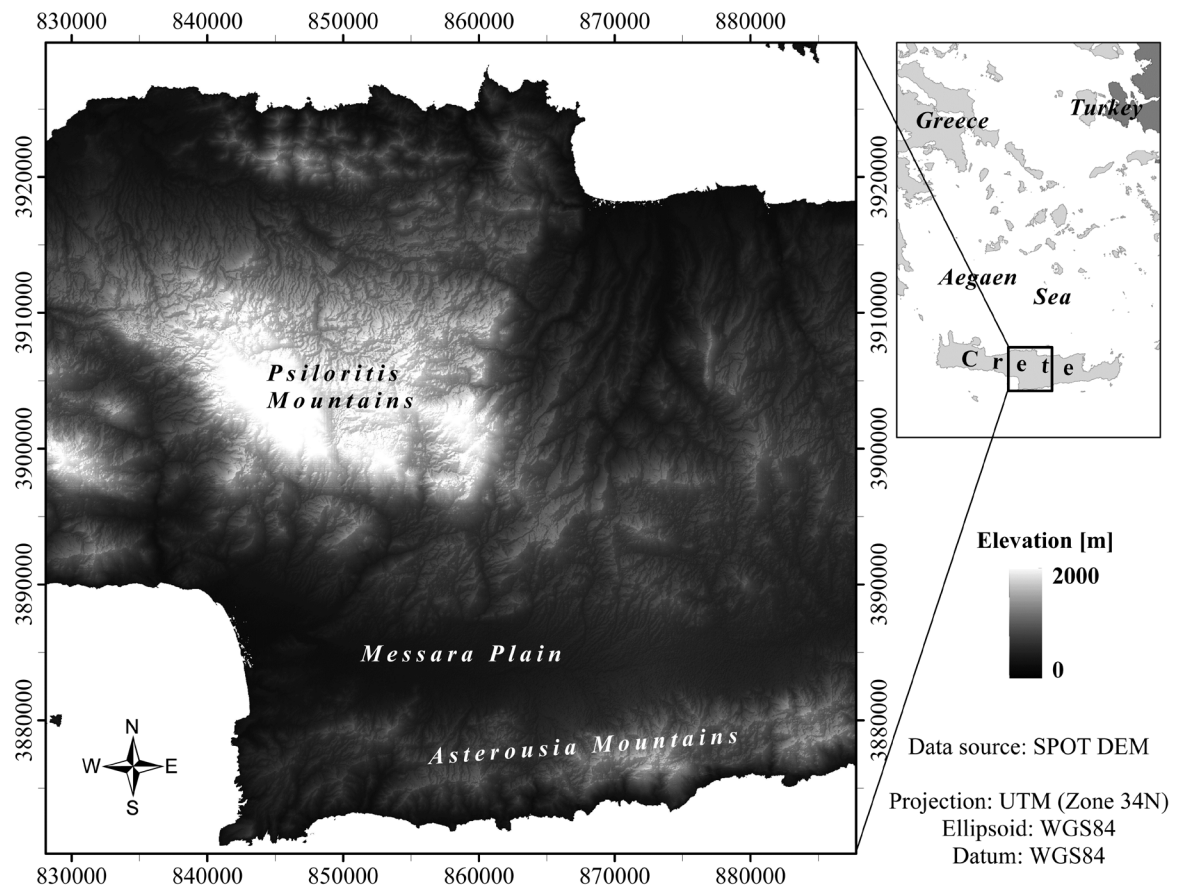 830000 840000 850000 860000 870000 880000
3920000
3910000
3900000
3890000
3880000
Psiloritis
Mountains
Messara Plain
Asterousia Mountains
N
W E
S
3920000
3910000
3900000
3890000
3880000
830000 840000 850000 860000 870000 880000
Greece
Turkey
Aegaen
Sea
Crete
Elevation [m]
2000
0
Data source: SPOT DEM
Projection: UTM (Zone 34N)
Ellipsoid: WGS84
Datum: WGS84